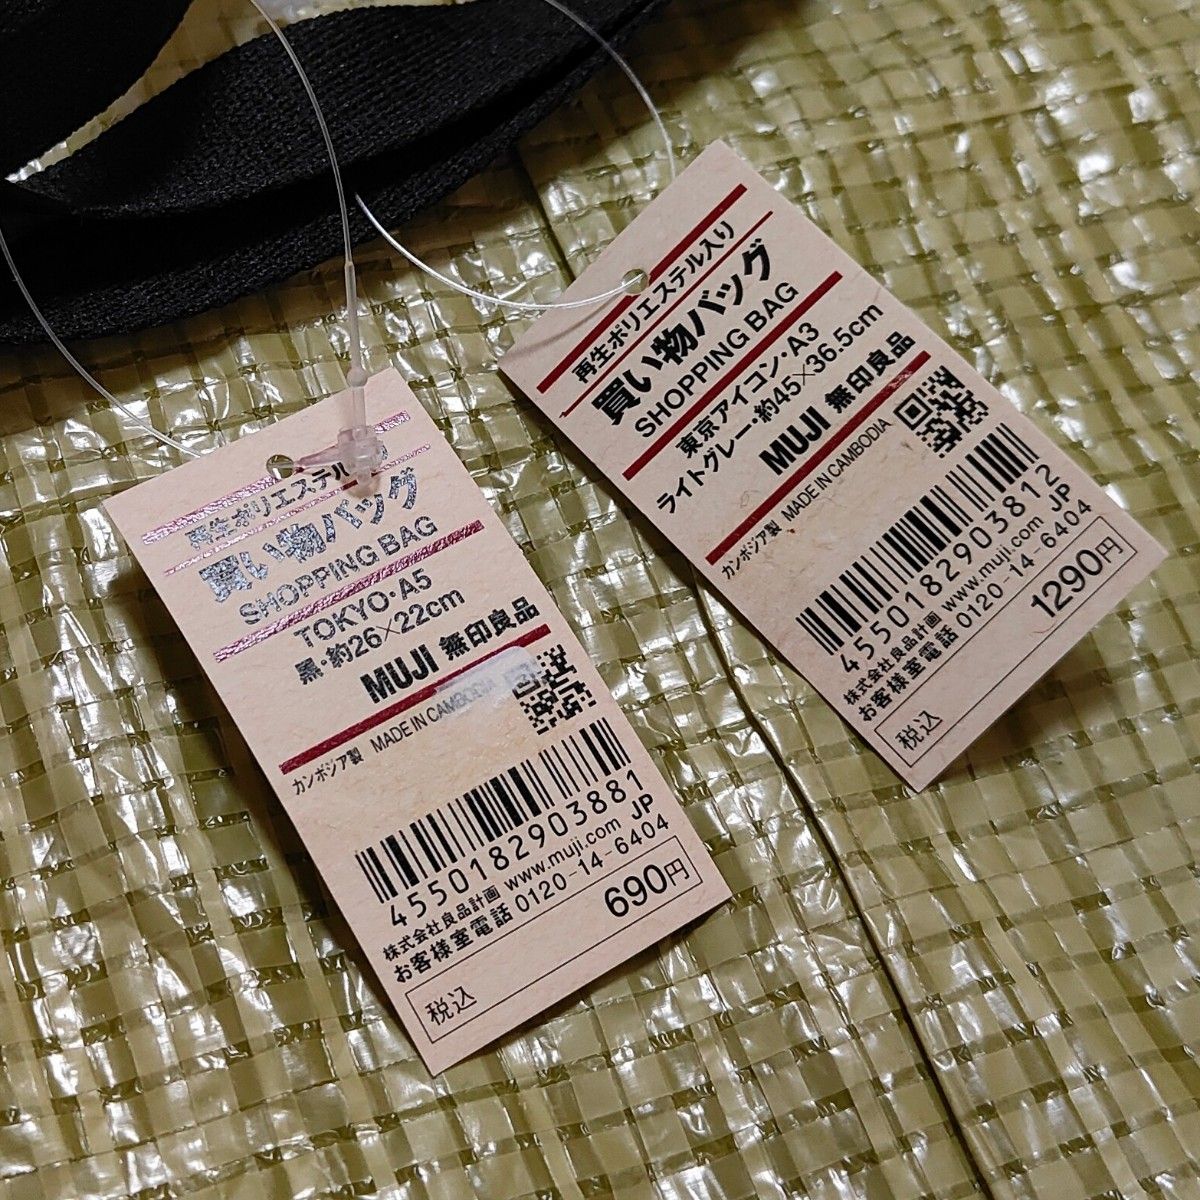 再生ポリエステル
買い物バッグ
SHOPPING BAG
TOKYO・A5
黒・約26×22cm
MUJI 無印良品
カンボジア製 MADE IN CAMBODIA
4550182903881
株式会社良品計画 www.muji.com JP
お客様室電話 0120-14-6404
税込 690円
再生ポリエステル入り
買い物バッグ
SHOPPING BAG
東京アイコン・A3
ライトグレー・約45×36.5cm
MUJI 無印良品
カンボジア製 MADE IN CAMBODIA
4550182903812
株式会社良品計画 www.muji.com JP
お客様室電話 0120-14-6404
税込 1290円